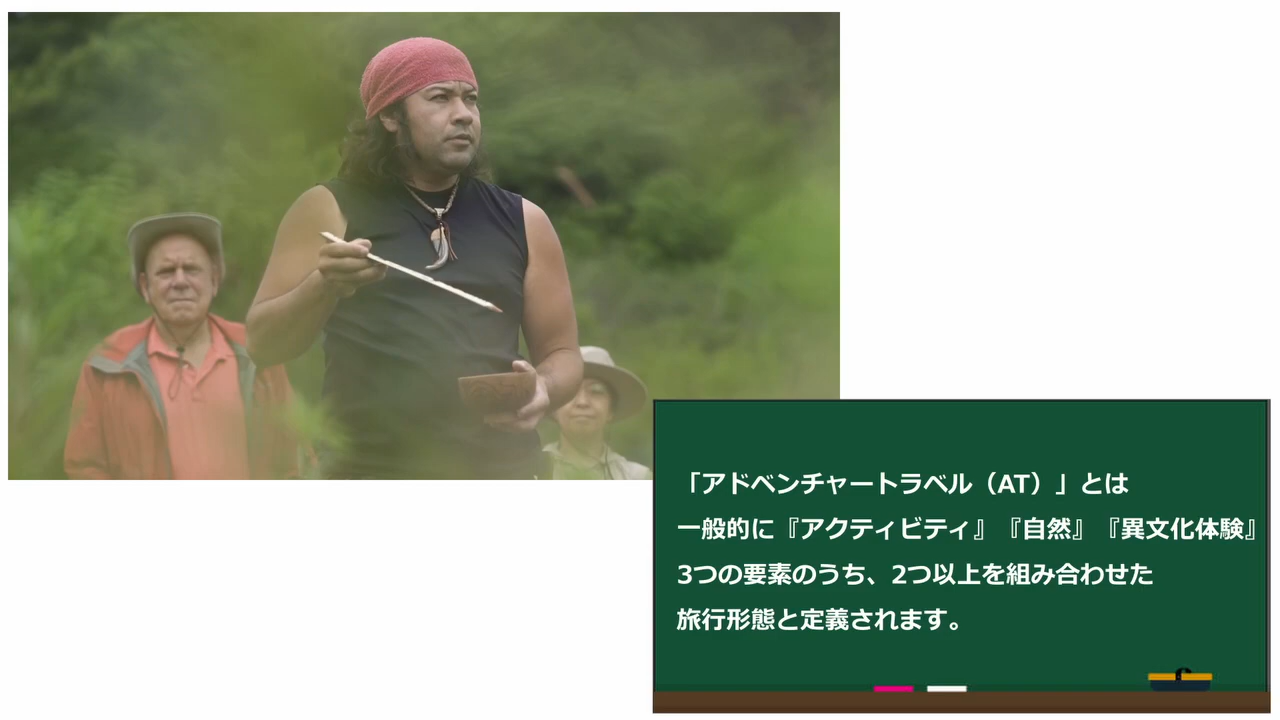 「アドベンチャートラベル（AT）」とは
一般的に『アクティビティ』『自然』『異文化体験』
3つの要素のうち、2つ以上を組み合わせた
旅行形態と定義されます。